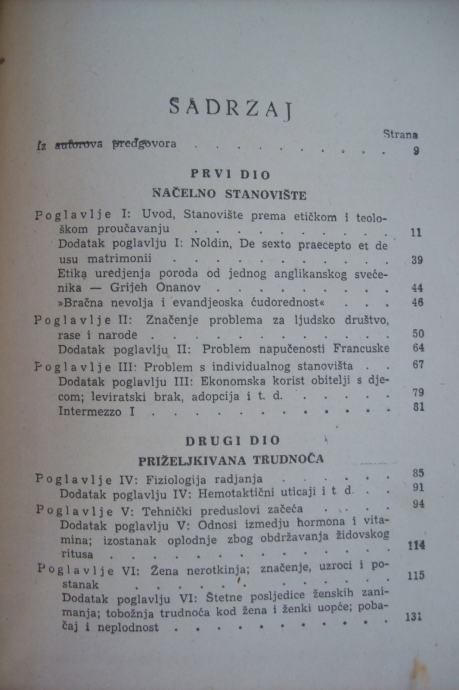 SADRZAJ
Strana
Iz autorova predgovora . . . . . . . . . . 9
PRVI DIO
NAČELNO STANOVIŠTE
Poglavlje I: Uvod, Stanovište prema etičkom i teolo-
škom proučavanju . . . . . . . . . 11
Dodatak poglavlju I: Noldin, De sexto praecepto et de
usu matrimonii . . . . . . . . . . 39
Etika uredjenja poroda od jednog anglikanskog sveće-
nika — Grijeh Onanov . . . . . . . . 44
»Bračna nevolja i evandjeoska ćudorednost« . . . 46
Poglavlje II: Značenje problema za ljudsko društvo,
rase i narode . . . . . . . . . . 50
Dodatak poglavlju II: Problem napučenosti Francuske 64
Poglavlje III: Problem s individualnog stanovišta . . 67
Dodatak poglavlju III: Ekonomska korist obitelji s dje-
com; leviratski brak, adopcija i t. d. . . . . 79
Intermezzo I . . . . . . . . . . . 81
DRUGI DIO
PRIŽELJKIVANA TRUDNOĆA
Poglavlje IV: Fiziologija radjanja . . . . . . 85
Dodatak poglavlju IV: Hemotaktični uticaji i t d. . . 91
Poglavlje V: Tehnički preduslovi začeća . . . . 94
Dodatak poglavlju V: Odnosi izmedju hormona i vita-
mina; izostanak oplodnje zbog obdržavanja židovskog
ritusa . . . . . . . . . . . . 114
Poglavlje VI: Žena nerotkinja; značenje, uzroci i po-
stanak . . . . . . . . . . . . 115
Dodatak poglavlju VI: Štetne posljedice ženskih zani-
manja; tobožnja trudnoća kod žena i ženki uopće; poba-
čaj i neplodnost . . . . . . . . . 131